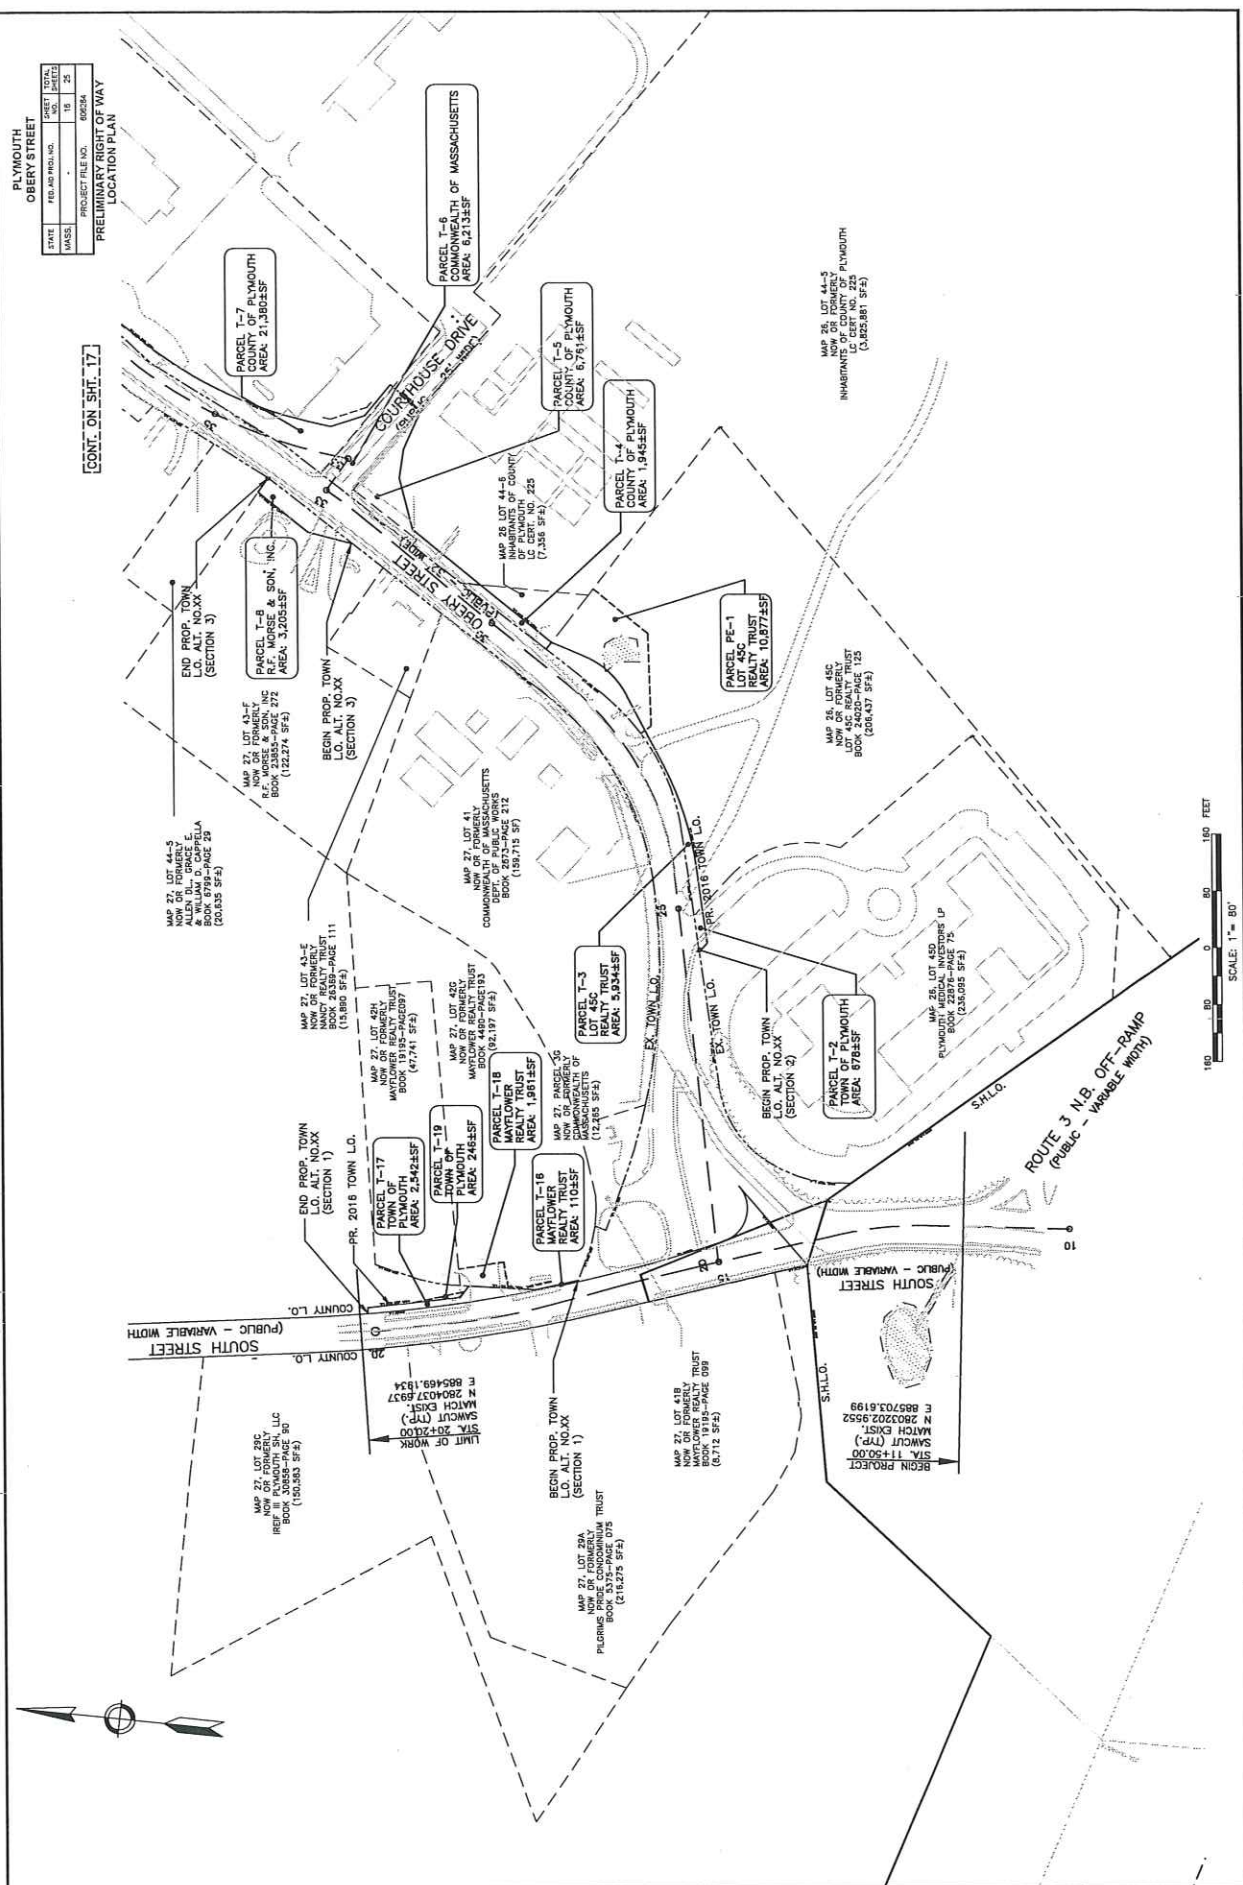 PLYMOUTH
OBERY STREET
STATE FED. AID PROJ. NO. SHEET NO. TOTAL SHEETS
MASS. - 16 25
PROJECT FILE NO. 606264
PRELIMINARY RIGHT OF WAY
LOCATION PLAN
CONT. ON SHT. 17
PARCEL T-7
COUNTY OF PLYMOUTH
AREA: 21,380±SF
PARCEL T-6
COMMONWEALTH OF MASSACHUSETTS
AREA: 6,213±SF
COURTHOUSE DRIVE
(PUBLIC - 25' WIDE)
PARCEL T-5
COUNTY OF PLYMOUTH
AREA: 6,761±SF
PARCEL T-4
COUNTY OF PLYMOUTH
AREA: 1,945±SF
END PROP. TOWN
L.O. ALT. NO.XX
(SECTION 3)
PARCEL T-8
R.F. MORSE & SON, INC.
AREA: 3,205±SF
OBERY STREET
(PUBLIC - 32' WIDE)
33
35
MAP 26 LOT 44-6
INHABITANTS OF COUNTY
OF PLYMOUTH
LC CERT. NO. 225
(7,356 SF±)
MAP 26, LOT 44-5
NOW OR FORMERLY
INHABITANTS OF COUNTY OF PLYMOUTH
LC CERT NO. 225
(3,825,881 SF±)
MAP 27, LOT 44-5
NOW OR FORMERLY
ALLEN DL., GRACE E.
& WILLIAM D. CAPPELLA
BOOK 6799-PAGE 29
(20,635 SF±)
MAP 27, LOT 43-F
NOW OR FORMERLY
R.F. MORSE & SON, INC
BOOK 23855-PAGE 272
(122,274 SF±)
BEGIN PROP. TOWN
L.O. ALT. NO.XX
(SECTION 3)
PARCEL PE-1
LOT 45C
REALTY TRUST
AREA: 10,877±SF
MAP 26, LOT 45C
NOW OR FORMERLY
LOT 45C REALTY TRUST
BOOK 24020-PAGE 125
(206,437 SF±)
MAP 27, LOT 43-E
NOW OR FORMERLY
NANCY REALTY TRUST
BOOK 26389-PAGE 111
(15,890 SF±)
MAP 27, LOT 41
NOW OR FORMERLY
COMMONWEALTH OF MASSACHUSETTS
DEPT. OF PUBLIC WORKS
BOOK 2573-PAGE 212
(159,715 SF)
MAP 27, LOT 42H
NOW OR FORMERLY
MAYFLOWER REALTY TRUST
BOOK 19195-PAGE097
(47,741 SF±)
MAP 27, LOT 42G
NOW OR FORMERLY
MAYFLOWER REALTY TRUST
BOOK 4490-PAGE193
(92,197 SF±)
PARCEL T-3
LOT 45C
REALTY TRUST
AREA: 5,934±SF
EX. TOWN L.O.
25
PR. 2016 TOWN L.O.
EX. TOWN L.O.
BEGIN PROP. TOWN
L.O. ALT. NO.XX
(SECTION 2)
PARCEL T-2
TOWN OF PLYMOUTH
AREA: 678±SF
MAP 26, LOT 45D
NOW OR FORMERLY
PLYMOUTH MEDICAL INVESTORS LP
BOOK 22876-PAGE 75
(236,095 SF±)
END PROP. TOWN
L.O. ALT. NO.XX
(SECTION 1)
PR. 2016 TOWN L.O.
PARCEL T-17
TOWN OF
PLYMOUTH
AREA: 2,542±SF
PARCEL T-19
TOWN OF
PLYMOUTH
AREA: 246±SF
PARCEL T-18
MAYFLOWER
REALTY TRUST
AREA: 1,961±SF
PARCEL T-16
MAYFLOWER
REALTY TRUST
AREA: 110±SF
MAP 27, PARCEL 3G
NOW OR FORMERLY
COMMONWEALTH OF
MASSACHUSETTS
(12,265 SF±)
S.H.L.O.
ROUTE 3 N.B. OFF-RAMP
(PUBLIC - VARIABLE WIDTH)
10
SOUTH STREET
(PUBLIC - VARIABLE WIDTH)
COUNTY L.O.
COUNTY L.O.
20
20
15
SOUTH STREET
(PUBLIC - VARIABLE WIDTH)
LIMIT OF WORK
STA. 20+20.00
SAWCUT (TYP.)
MATCH EXIST.
N 2804037.6937
E 885469.1934
BEGIN PROP. TOWN
L.O. ALT. NO.XX
(SECTION 1)
S.H.L.O.
BEGIN PROJECT
STA. 11+50.00
SAWCUT (TYP.)
MATCH EXIST.
N 2803202.9552
E 885703.6199
MAP 27, LOT 29C
NOW OR FORMERLY
IREIF III PLYMOUTH SH, LLC
BOOK 30858-PAGE 90
(150,583 SF±)
MAP 27, LOT 29A
NOW OR FORMERLY
PILGRIMS PRIDE CONDOMINIUM TRUST
BOOK 5375-PAGE 075
(216,275 SF±)
MAP 27, LOT 41B
NOW OR FORMERLY
MAYFLOWER REALTY TRUST
BOOK 19195-PAGE 099
(8,712 SF±)
160 80 0 80 160 FEET
SCALE: 1"= 80'